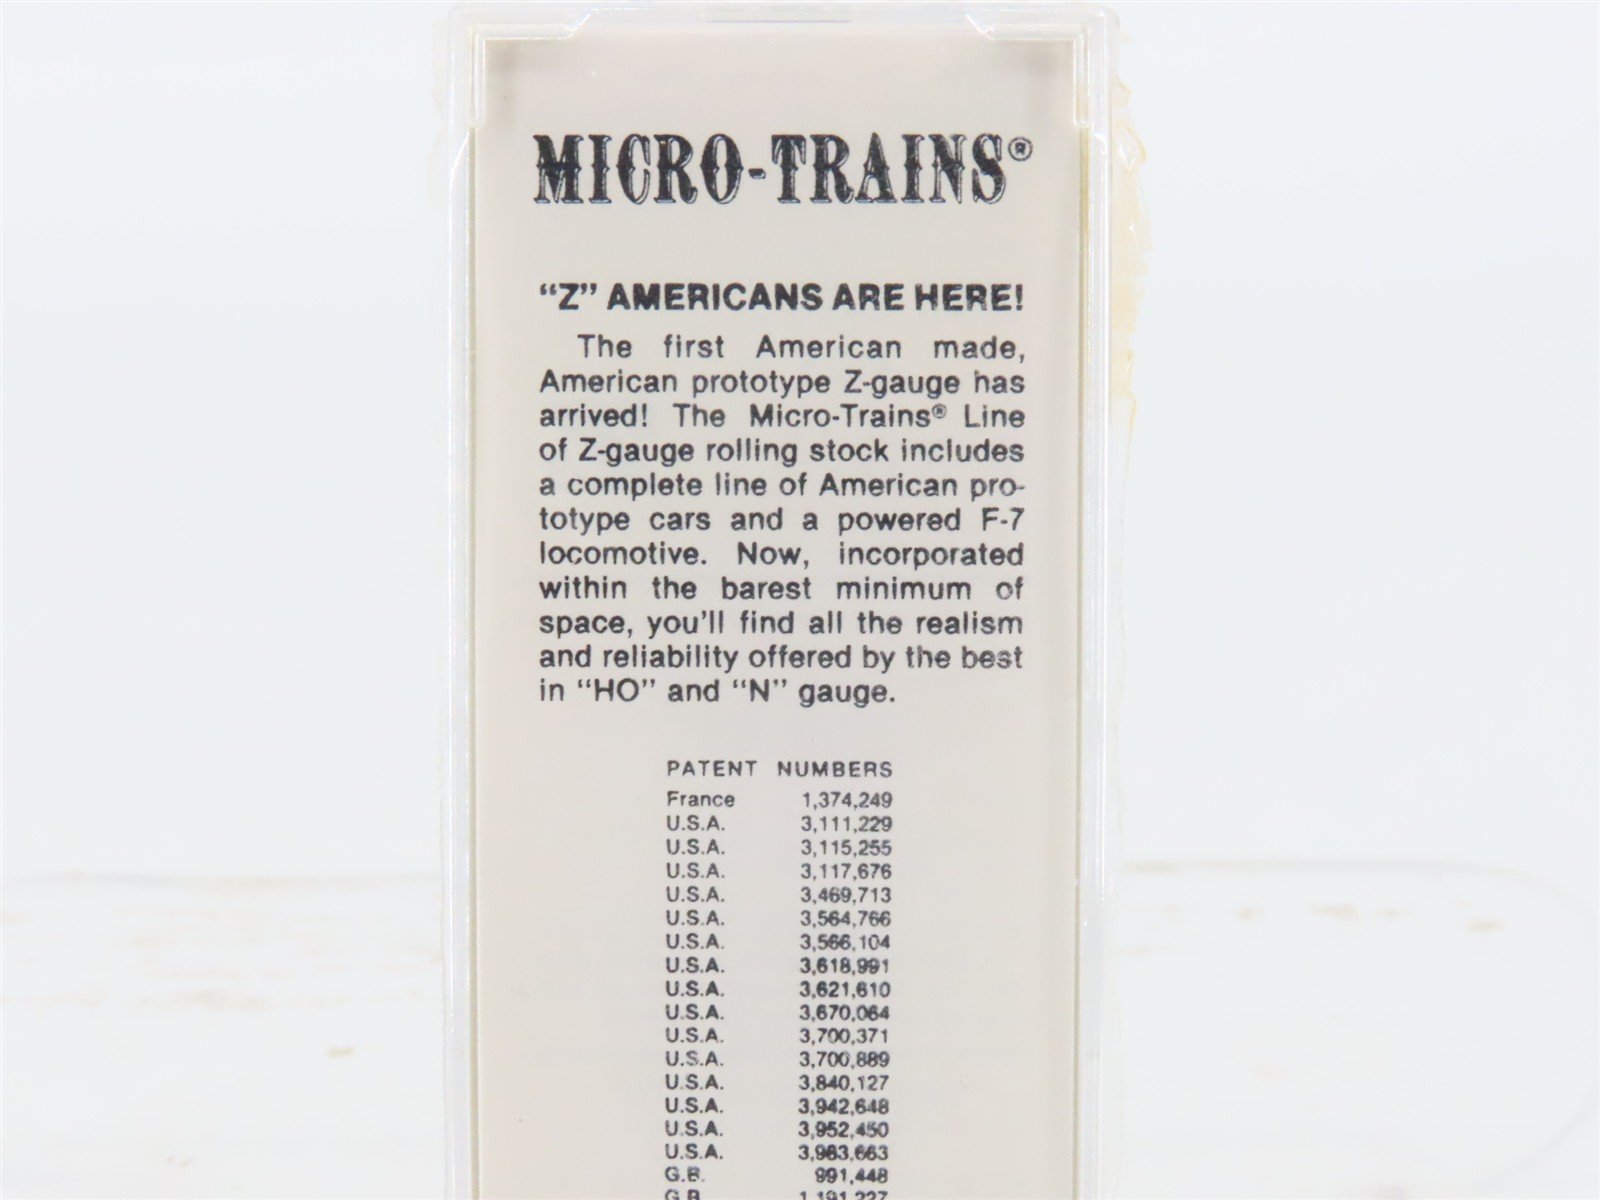 MICRO-TRAINS®
"Z" AMERICANS ARE HERE!
The first American made,
American prototype Z-gauge has
arrived! The Micro-Trains® Line
of Z-gauge rolling stock includes
a complete line of American pro-
totype cars and a powered F-7
locomotive. Now, incorporated
within the barest minimum of
space, you'll find all the realism
and reliability offered by the best
in "HO" and "N" gauge.
PATENT NUMBERS
France 1,374,249
U.S.A. 3,111,229
U.S.A. 3,115,255
U.S.A. 3,117,676
U.S.A. 3,469,713
U.S.A. 3,564,766
U.S.A. 3,566,104
U.S.A. 3,618,991
U.S.A. 3,621,610
U.S.A. 3,670,064
U.S.A. 3,700,371
U.S.A. 3,700,889
U.S.A. 3,840,127
U.S.A. 3,942,648
U.S.A. 3,952,450
U.S.A. 3,983,663
G.B. 991,448
G.B. 1,191,227